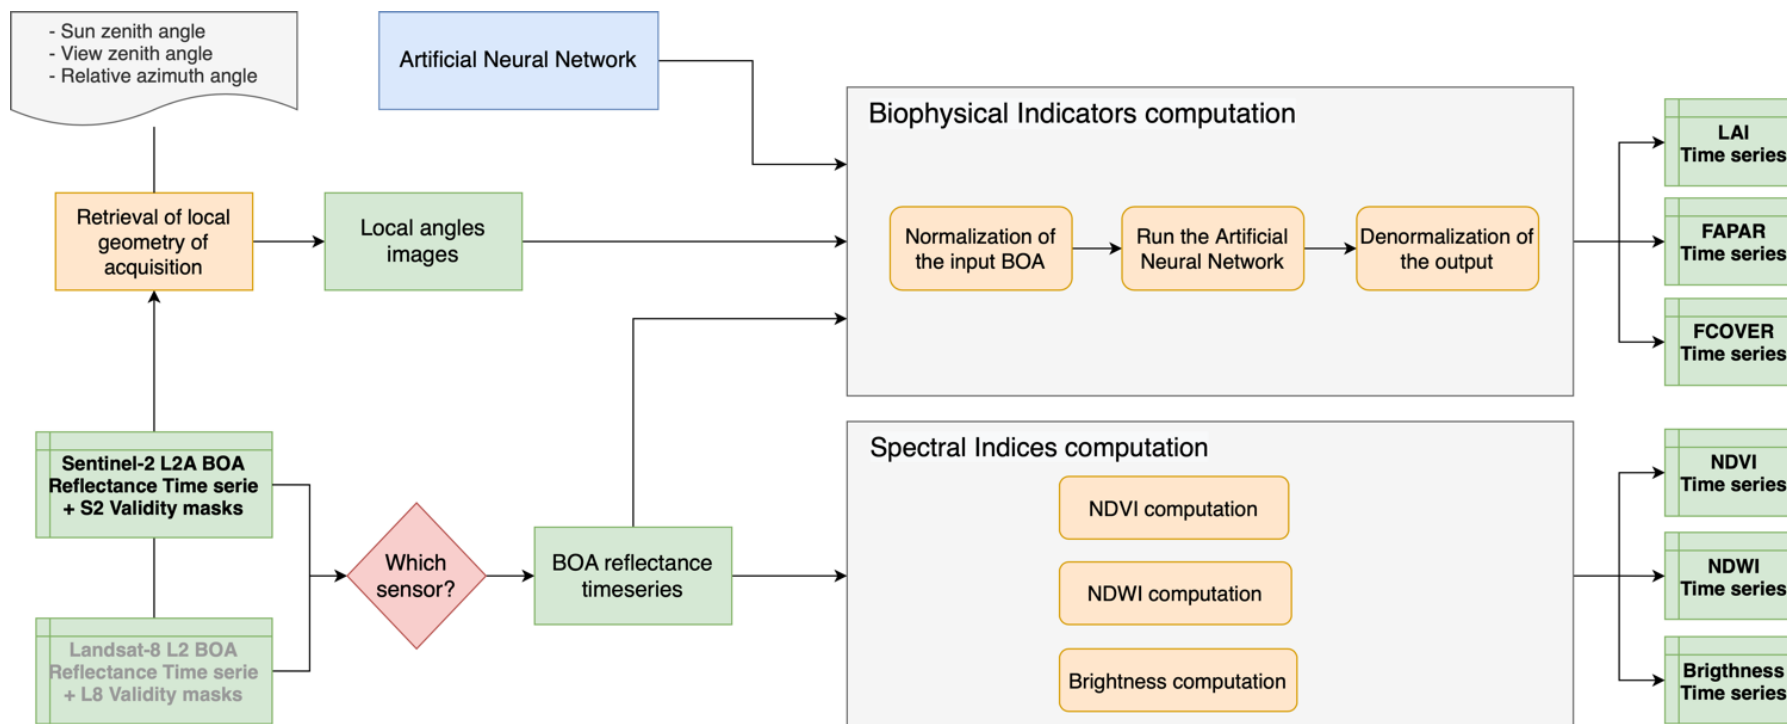 - Sun zenith angle
- View zenith angle
- Relative azimuth angle
Artificial Neural Network
Biophysical Indicators computation
LAI
Time series
Retrieval of local
geometry of
acquisition
Local angles
images
Normalization of
the input BOA
Run the Artificial
Neural Network
Denormalization of
the output
FAPAR
Time series
FCOVER
Time series
Sentinel-2 L2A BOA
Reflectance Time serie
+ S2 Validity masks
Spectral Indices computation
NDVI computation
NDVI
Time series
Which
sensor?
BOA reflectance
timeseries
NDWI computation
NDWI
Time series
Landsat-8 L2 BOA
Reflectance Time serie
+ L8 Validity masks
Brightness computation
Brigthness
Time series